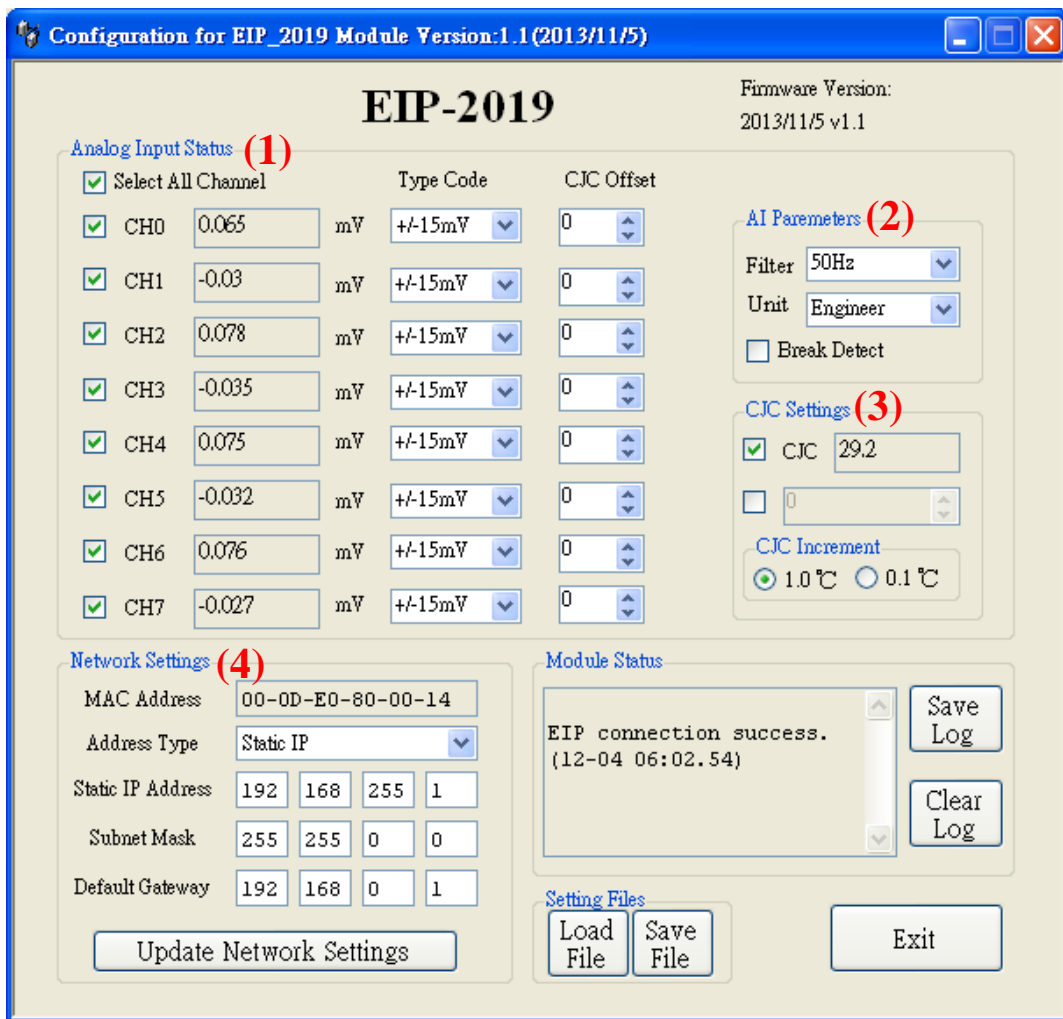 Configuration for EIP_2019 Module Version:1.1(2013/11/5)
EIP-2019
Firmware Version:
2013/11/5 v1.1
Analog Input Status (1)
Select All Channel Type Code CJC Offset
CH0 0.065 mV +/-15mV 0
CH1 -0.03 mV +/-15mV 0
CH2 0.078 mV +/-15mV 0
CH3 -0.035 mV +/-15mV 0
CH4 0.075 mV +/-15mV 0
CH5 -0.032 mV +/-15mV 0
CH6 0.076 mV +/-15mV 0
CH7 -0.027 mV +/-15mV 0
AI Paremeters (2)
Filter 50Hz
Unit Engineer
Break Detect
CJC Settings (3)
CJC 29.2
0
CJC Increment
1.0℃ 0.1℃
Network Settings (4)
MAC Address 00-0D-E0-80-00-14
Address Type Static IP
Static IP Address 192 168 255 1
Subnet Mask 255 255 0 0
Default Gateway 192 168 0 1
Update Network Settings
Module Status
EIP connection success.
(12-04 06:02.54)
Save
Log
Clear
Log
Setting Files
Load
File
Save
File
Exit